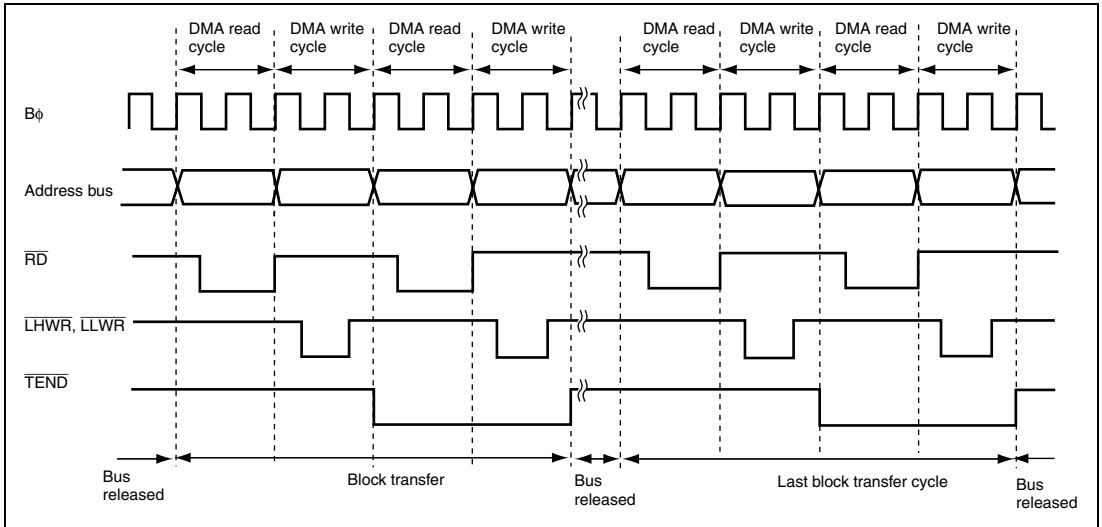 DMA read cycle
DMA write cycle
DMA read cycle
DMA write cycle
DMA read cycle
DMA write cycle
DMA read cycle
DMA write cycle
Bφ
Address bus
RD
LHWR, LLWR
TEND
Bus released
Block transfer
Bus released
Last block transfer cycle
Bus released